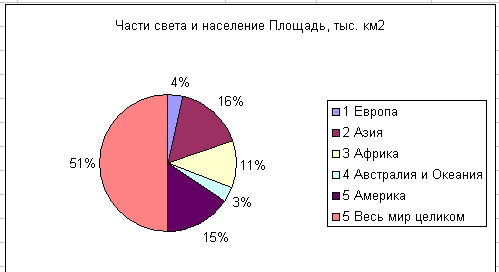 Части света и население Площадь, тыс. км2
4%
16%
11%
3%
15%
51%
1 Европа
2 Азия
3 Африка
4 Австралия и Океания
5 Америка
5 Весь мир целиком